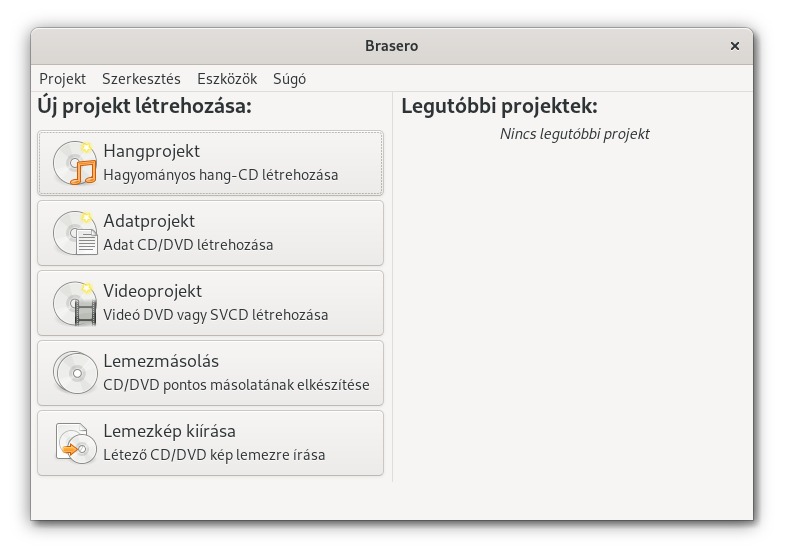 Brasero
Projekt Szerkesztés Eszközök Súgó
Új projekt létrehozása:
Hangprojekt
Hagyományos hang-CD létrehozása
Adatprojekt
Adat CD/DVD létrehozása
Videoprojekt
Videó DVD vagy SVCD létrehozása
Lemezmásolás
CD/DVD pontos másolatának elkészítése
Lemezkép kiírása
Létező CD/DVD kép lemezre írása
Legutóbbi projektek:
Nincs legutóbbi projekt